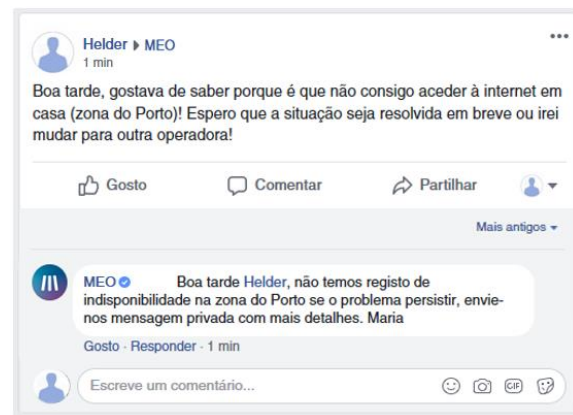 Helder ▸ MEO
1 min
Boa tarde, gostava de saber porque é que não consigo aceder à internet em
casa (zona do Porto)! Espero que a situação seja resolvida em breve ou irei
mudar para outra operadora!
Gosto Comentar Partilhar
Mais antigos
MEO Boa tarde Helder, não temos registo de
indisponibilidade na zona do Porto se o problema persistir, envie-
nos mensagem privada com mais detalhes. Maria
Gosto · Responder · 1 min
Escreve um comentário... GIF